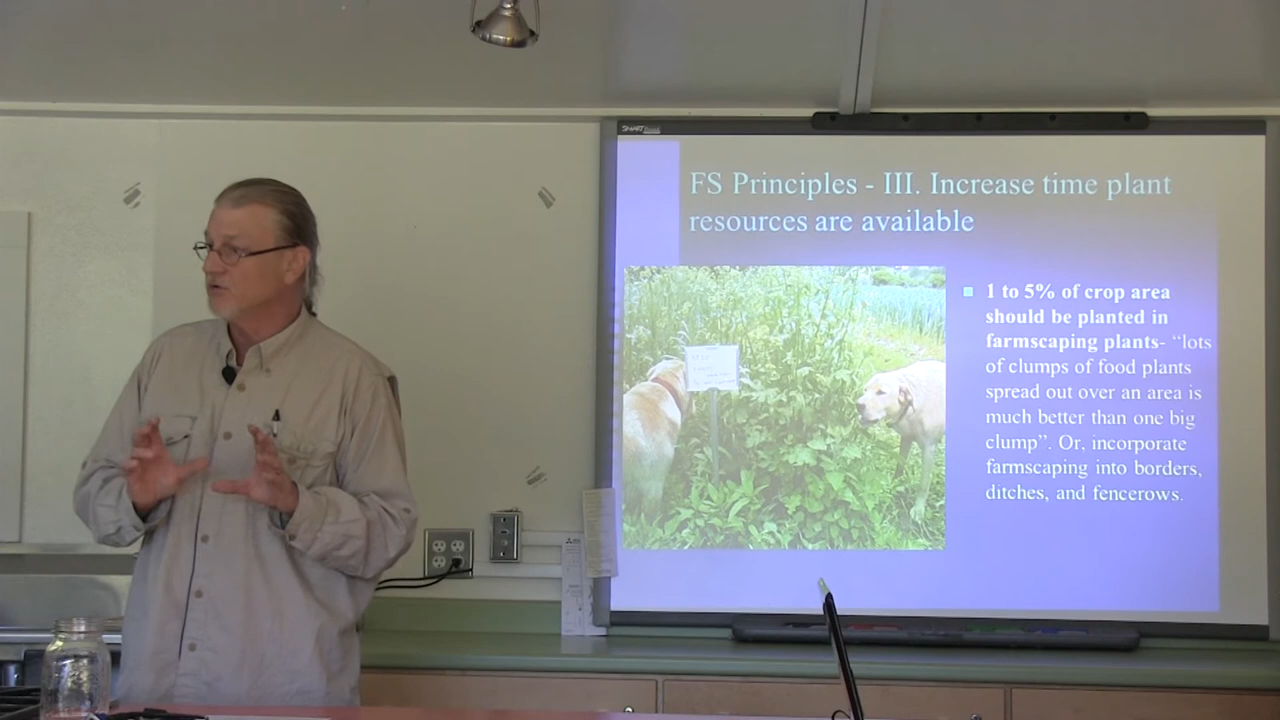 SMART
FS Principles - III. Increase time plant
resources are available
1 to 5% of crop area
should be planted in
farmscaping plants- “lots
of clumps of food plants
spread out over an area is
much better than one big
clump”. Or, incorporate
farmscaping into borders,
ditches, and fencerows.